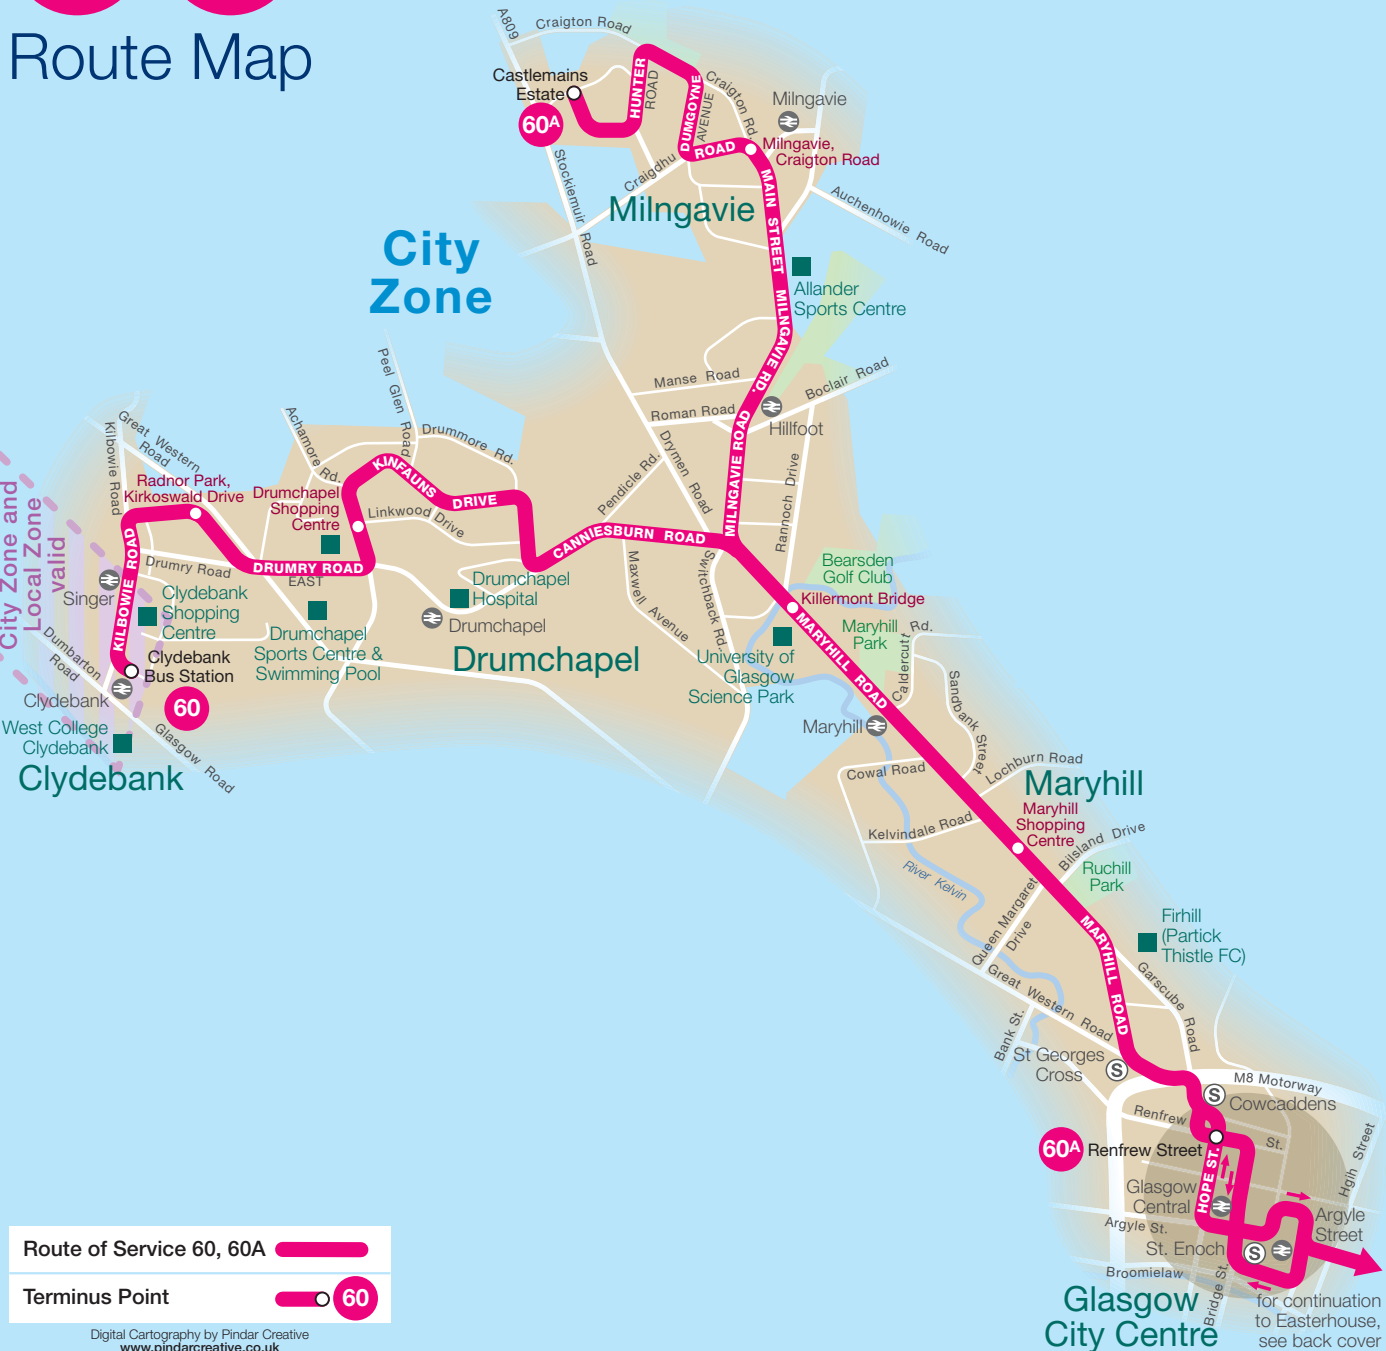 Route Map
A809
Craigton Road
Castlemains
Estate
60A
HUNTER
ROAD
DUMGOYNE
AVENUE
Craigton Rd.
Milngavie
ROAD
Milngavie,
Craigton Road
Stockiemuir Road
Craigdhu
Milngavie
MAIN STREET
Auchenhowie Road
City
Zone
Allander
Sports Centre
MILNGAVIE RD.
Peel Glen Road
Manse Road
Boclair Road
Roman Road
Hillfoot
MILNGAVIE ROAD
Kilbowie Road
Great Western
Road
Achamore Rd.
Drummore Rd.
KINFAUNS
DRIVE
Drymen Road
Pendicle Rd.
Rannoch Drive
City Zone and
Local Zone
valid
Radnor Park,
Kirkoswald Drive
Drumchapel
Shopping
Centre
Linkwood Drive
CANNIESBURN ROAD
KILBOWIE ROAD
Drumry Road
DRUMRY ROAD
EAST
Singer
Clydebank
Shopping
Centre
Drumchapel
Hospital
Drumchapel
Maxwell Avenue
Switchback Rd.
Bearsden
Golf Club
Killermont Bridge
Maryhill
Park
Caldercutt Rd.
Dumbarton
Road
Clydebank
Bus Station
Drumchapel
Sports Centre &
Swimming Pool
Drumchapel
University of
Glasgow
Science Park
MARYHILL ROAD
Sandbank Street
Clydebank
60
West College
Clydebank
Glasgow Road
Clydebank
Maryhill
Cowal Road
Lochburn Road
Maryhill
Maryhill
Shopping
Centre
Kelvindale Road
Bilsland Drive
River Kelvin
Ruchill
Park
Queen Margaret
Drive
MARYHILL ROAD
Firhill
(Partick
Thistle FC)
Garscube Road
Great Western Road
Bank St.
St Georges
Cross
S
M8 Motorway
S
Cowcaddens
Renfrew St.
60A
Renfrew Street
HOPE ST.
Hgih Street
Glasgow
Central
Argyle St.
Argyle
Street
St. Enoch
S
Broomielaw
Bridge St.
Glasgow
City Centre
for continuation
to Easterhouse,
see back cover
Route of Service 60, 60A
Terminus Point
60
Digital Cartography by Pindar Creative
www.pindarcreative.co.uk